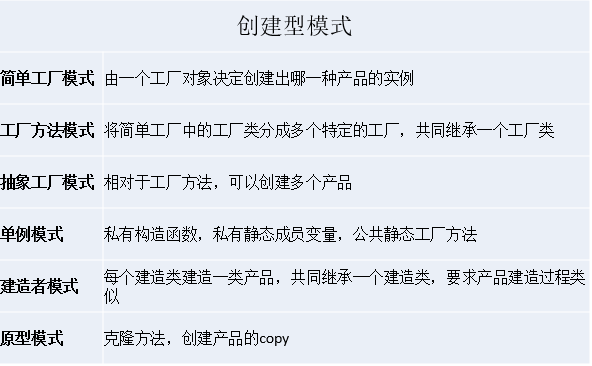 创建型模式
简单工厂模式 由一个工厂对象决定创建出哪一种产品的实例
工厂方法模式 将简单工厂中的工厂类分成多个特定的工厂，共同继承一个工厂类
抽象工厂模式 相对于工厂方法，可以创建多个产品
单例模式 私有构造函数，私有静态成员变量，公共静态工厂方法
建造者模式 每个建造类建造一类产品，共同继承一个建造类，要求产品建造过程类
似
原型模式 克隆方法，创建产品的copy